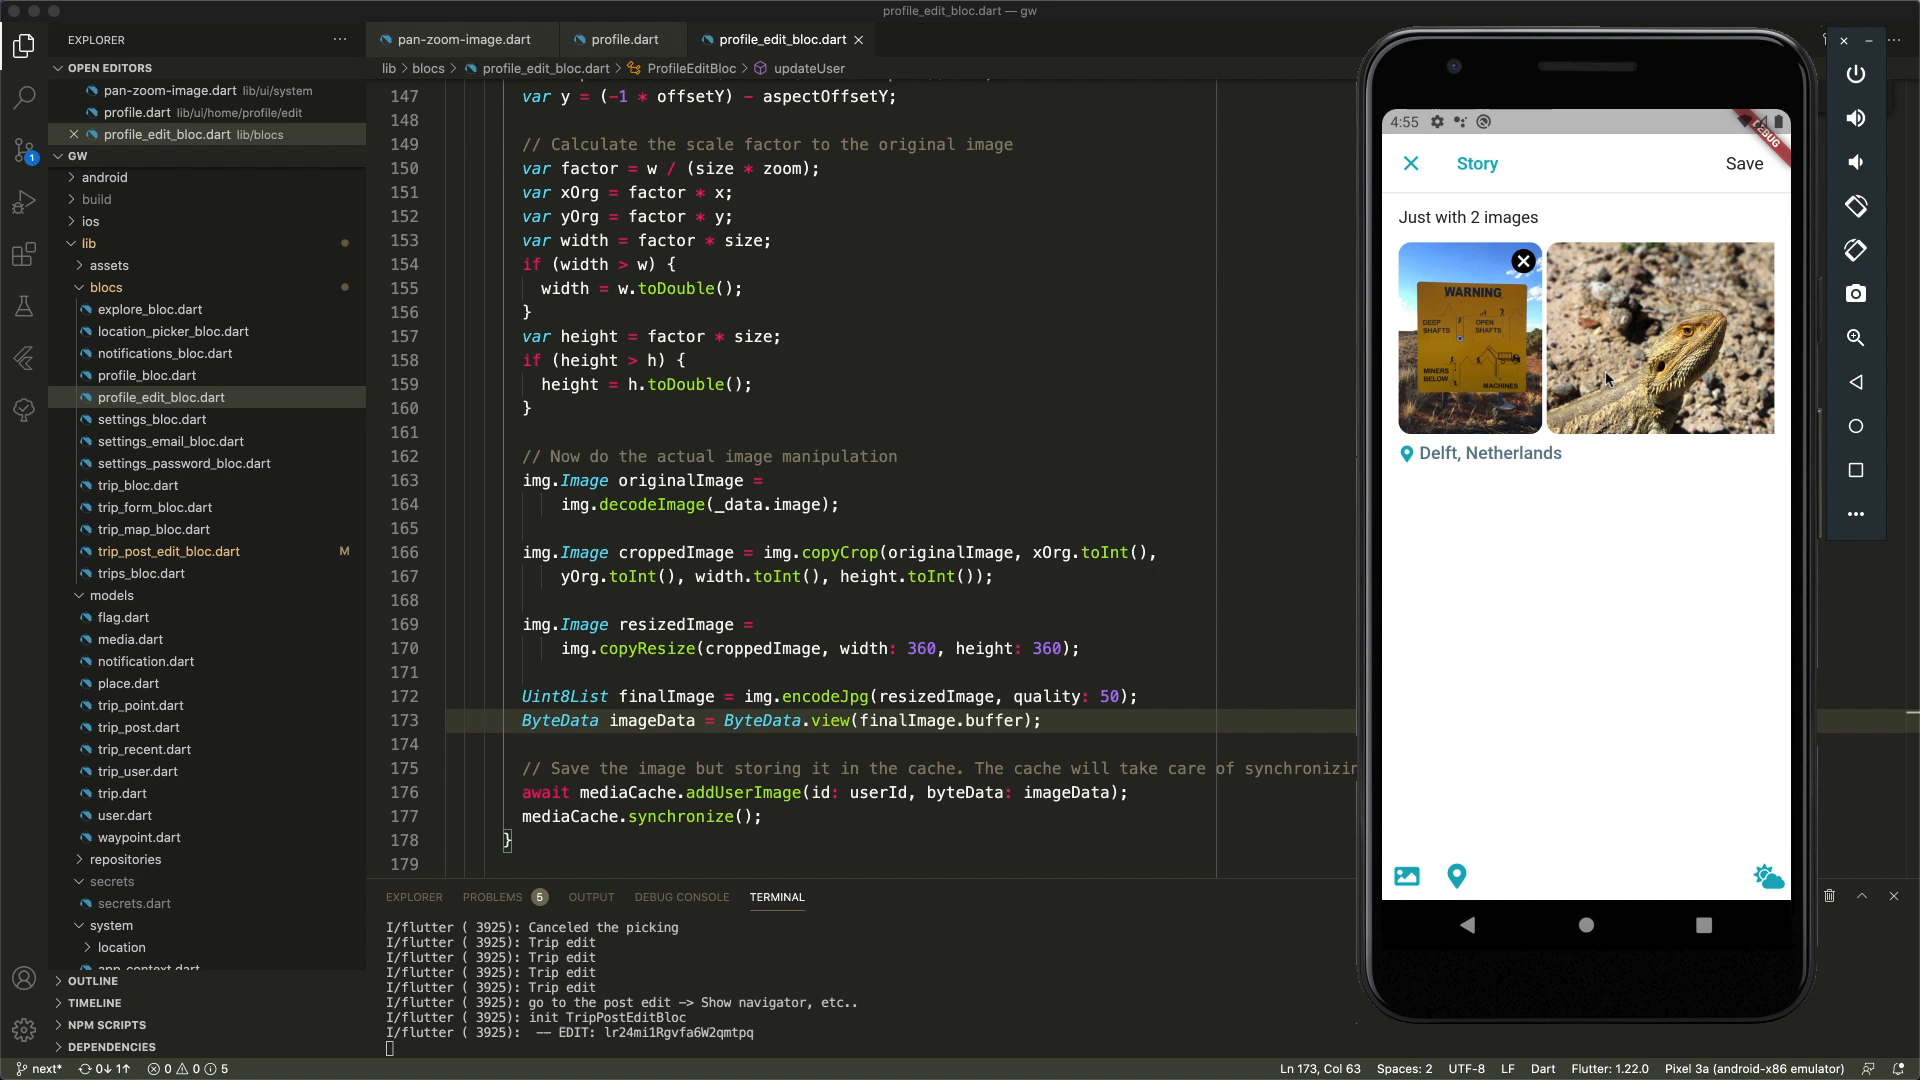 profile_edit_bloc.dart — gw
EXPLORER
OPEN EDITORS
pan-zoom-image.dart lib/ui/system
profile.dart lib/ui/home/profile/edit
profile_edit_bloc.dart lib/blocs
GW
android
build
ios
lib
assets
blocs
explore_bloc.dart
location_picker_bloc.dart
notifications_bloc.dart
profile_bloc.dart
profile_edit_bloc.dart
settings_bloc.dart
settings_email_bloc.dart
settings_password_bloc.dart
trip_bloc.dart
trip_form_bloc.dart
trip_map_bloc.dart
trip_post_edit_bloc.dart M
trips_bloc.dart
models
flag.dart
media.dart
notification.dart
place.dart
trip_point.dart
trip_post.dart
trip_recent.dart
trip_user.dart
trip.dart
user.dart
waypoint.dart
repositories
secrets
secrets.dart
system
location
app_context.dart
OUTLINE
TIMELINE
NPM SCRIPTS
DEPENDENCIES
1
pan-zoom-image.dart profile.dart profile_edit_bloc.dart
lib > blocs > profile_edit_bloc.dart > ProfileEditBloc > updateUser
147 var y = (-1 * offsetY) - aspectOffsetY;
148
149 // Calculate the scale factor to the original image
150 var factor = w / (size * zoom);
151 var xOrg = factor * x;
152 var yOrg = factor * y;
153 var width = factor * size;
154 if (width > w) {
155 width = w.toDouble();
156 }
157 var height = factor * size;
158 if (height > h) {
159 height = h.toDouble();
160 }
161
162 // Now do the actual image manipulation
163 img.Image originalImage =
164 img.decodeImage(_data.image);
165
166 img.Image croppedImage = img.copyCrop(originalImage, xOrg.toInt(),
167 yOrg.toInt(), width.toInt(), height.toInt());
168
169 img.Image resizedImage =
170 img.copyResize(croppedImage, width: 360, height: 360);
171
172 Uint8List finalImage = img.encodeJpg(resizedImage, quality: 50);
173 ByteData imageData = ByteData.view(finalImage.buffer);
174
175 // Save the image but storing it in the cache. The cache will take care of synchronizin
176 await mediaCache.addUserImage(id: userId, byteData: imageData);
177 mediaCache.synchronize();
178 }
179
EXPLORER PROBLEMS 5 OUTPUT DEBUG CONSOLE TERMINAL
I/flutter ( 3925): Canceled the picking
I/flutter ( 3925): Trip edit
I/flutter ( 3925): Trip edit
I/flutter ( 3925): Trip edit
I/flutter ( 3925): Trip edit
I/flutter ( 3925): go to the post edit -> Show navigator, etc..
I/flutter ( 3925): init TripPostEditBloc
I/flutter ( 3925): -- EDIT: lr24mi1Rgvfa6W2qmtpq
4:55
DEBUG
Story Save
Just with 2 images
WARNING
DEEP SHAFTS
OPEN SHAFTS
MINERS BELOW
MACHINES
Delft, Netherlands
next* 0↓ 1↑ 0 0 5
Ln 173, Col 63 Spaces: 2 UTF-8 LF Dart Flutter: 1.22.0 Pixel 3a (android-x86 emulator)